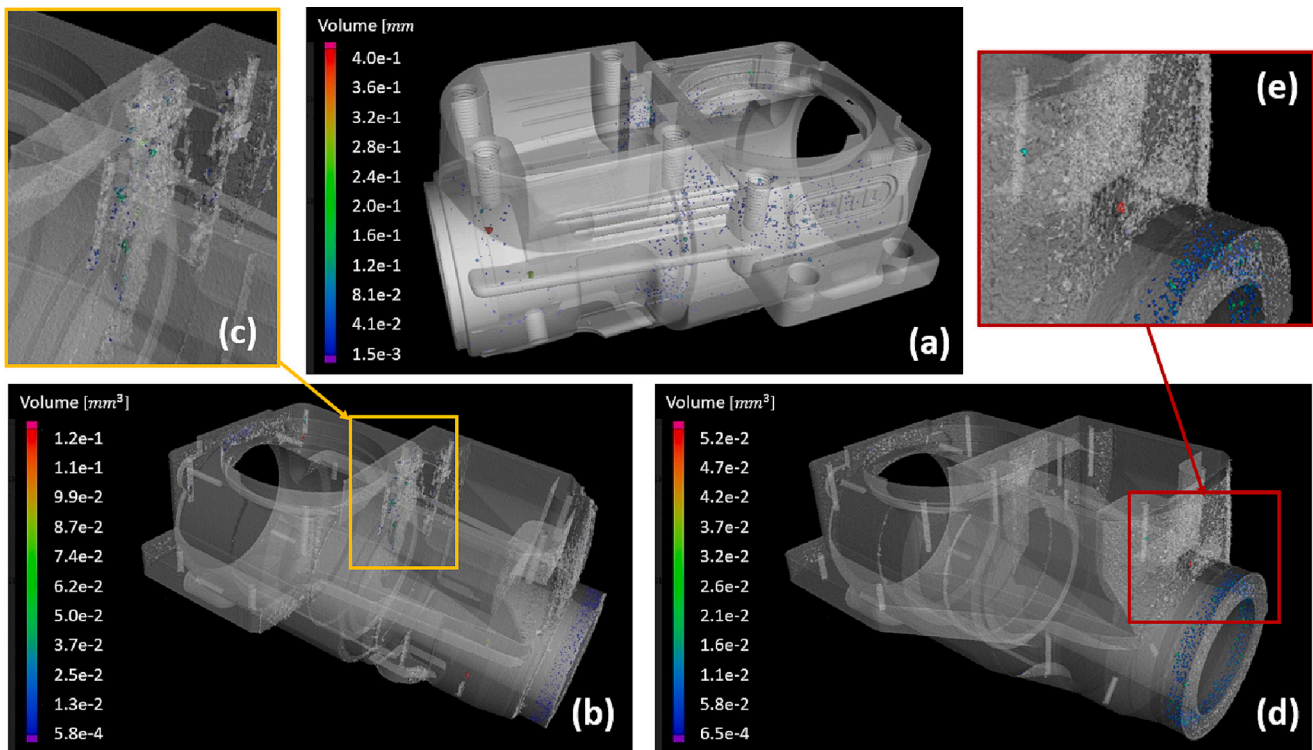 (c)
Volume [mm
4.0e-1
3.6e-1
3.2e-1
2.8e-1
2.4e-1
2.0e-1
1.6e-1
1.2e-1
8.1e-2
4.1e-2
1.5e-3
(a)
(e)
Volume [mm³]
1.2e-1
1.1e-1
9.9e-2
8.7e-2
7.4e-2
6.2e-2
5.0e-2
3.7e-2
2.5e-2
1.3e-2
5.8e-4
(b)
Volume [mm³]
5.2e-2
4.7e-2
4.2e-2
3.7e-2
3.2e-2
2.6e-2
2.1e-2
1.6e-2
1.1e-2
5.8e-2
6.5e-4
(d)